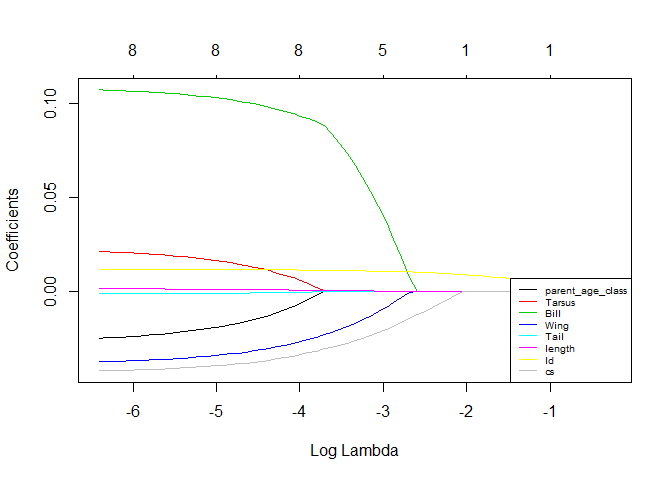 8 8 8 5 1 1
0.10
0.05
0.00
Coefficients
parent_age_class
Tarsus
Bill
Wing
Tail
length
ld
cs
-6 -5 -4 -3 -2 -1
Log Lambda